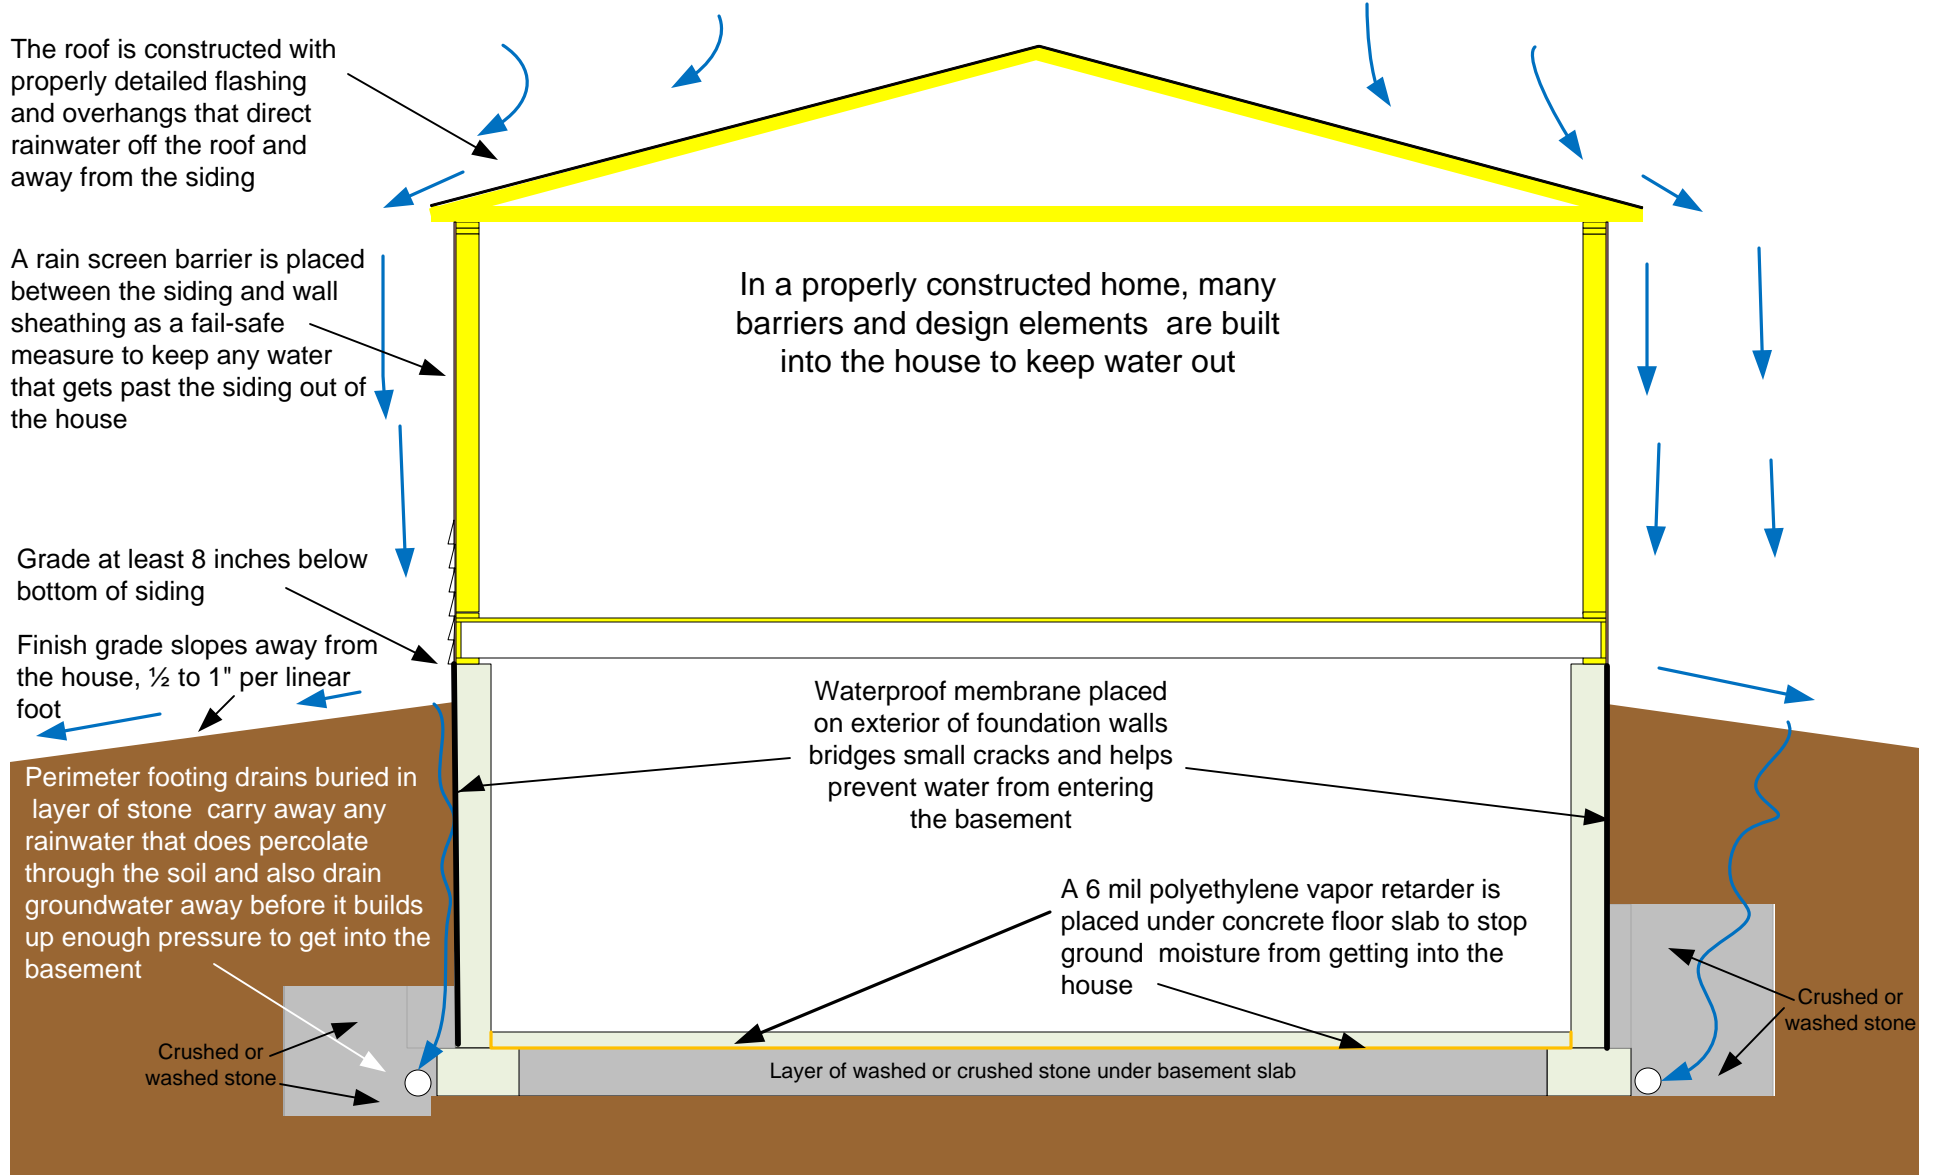 The roof is constructed with
properly detailed flashing
and overhangs that direct
rainwater off the roof and
away from the siding
A rain screen barrier is placed
between the siding and wall
sheathing as a fail-safe
measure to keep any water
that gets past the siding out of
the house
In a properly constructed home, many
barriers and design elements are built
into the house to keep water out
Grade at least 8 inches below
bottom of siding
Finish grade slopes away from
the house, ½ to 1" per linear
foot
Waterproof membrane placed
on exterior of foundation walls
bridges small cracks and helps
prevent water from entering
the basement
Perimeter footing drains buried in
layer of stone carry away any
rainwater that does percolate
through the soil and also drain
groundwater away before it builds
up enough pressure to get into the
basement
A 6 mil polyethylene vapor retarder is
placed under concrete floor slab to stop
ground moisture from getting into the
house
Crushed or
washed stone
Crushed or
washed stone
Layer of washed or crushed stone under basement slab